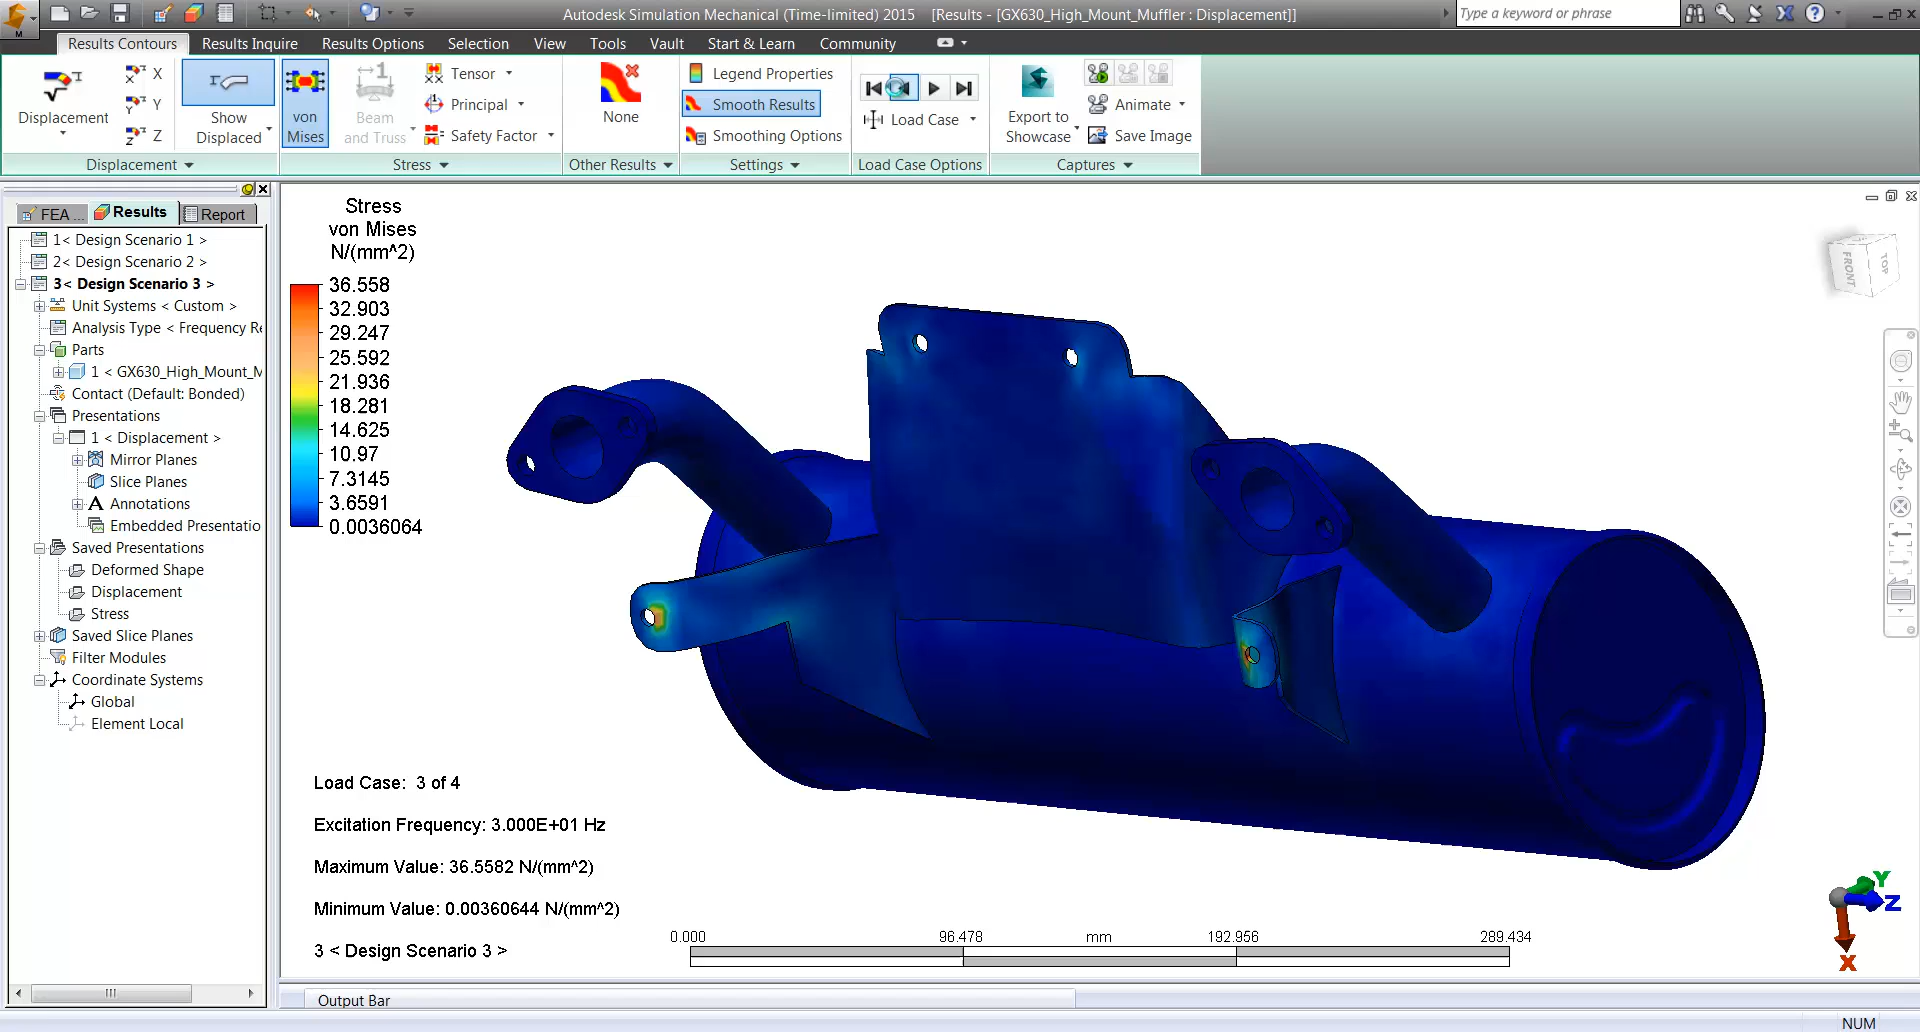 Autodesk Simulation Mechanical (Time-limited) 2015 [Results - [GX630_High_Mount_Muffler : Displacement]]
Type a keyword or phrase
M
Results Contours
Results Inquire
Results Options
Selection
View
Tools
Vault
Start & Learn
Community
Displacement
X
Y
Z
Show
Displaced
von
Mises
Beam
and Truss
Tensor
Principal
Safety Factor
None
Legend Properties
Smooth Results
Smoothing Options
Load Case
Export to
Showcase
Animate
Save Image
Displacement
Stress
Other Results
Settings
Load Case Options
Captures
FEA ...
Results
Report
1< Design Scenario 1 >
2< Design Scenario 2 >
3< Design Scenario 3 >
Unit Systems < Custom >
Analysis Type < Frequency Re
Parts
1 < GX630_High_Mount_M
Contact (Default: Bonded)
Presentations
1 < Displacement >
Mirror Planes
Slice Planes
Annotations
Embedded Presentatio
Saved Presentations
Deformed Shape
Displacement
Stress
Saved Slice Planes
Filter Modules
Coordinate Systems
Global
Element Local
Stress
von Mises
N/(mm^2)
36.558
32.903
29.247
25.592
21.936
18.281
14.625
10.97
7.3145
3.6591
0.0036064
FRONT
TOP
Load Case: 3 of 4
Excitation Frequency: 3.000E+01 Hz
Maximum Value: 36.5582 N/(mm^2)
Minimum Value: 0.00360644 N/(mm^2)
3 < Design Scenario 3 >
0.000
96.478
mm
192.956
289.434
Y
Z
X
Output Bar
NUM